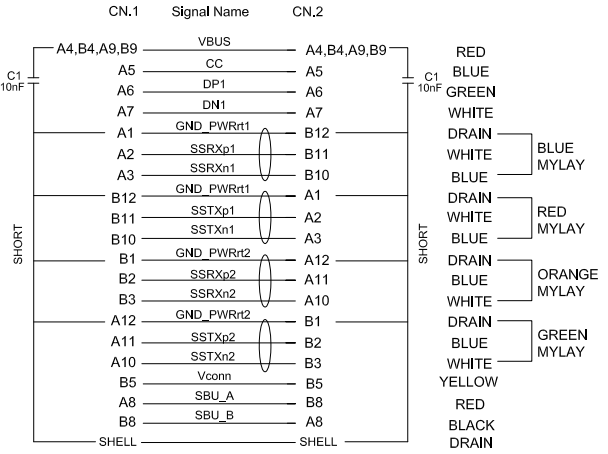 CN.1 Signal Name CN.2
A4,B4,A9,B9 VBUS A4,B4,A9,B9 RED
C1 10nF A5 CC A5 C1 10nF BLUE
A6 DP1 A6 GREEN
A7 DN1 A7 WHITE
A1 GND_PWRrt1 B12 DRAIN
A2 SSRXp1 B11 WHITE BLUE MYLAY
A3 SSRXn1 B10 BLUE
B12 GND_PWRrt1 A1 DRAIN
B11 SSTXp1 A2 WHITE RED MYLAY
B10 SSTXn1 A3 BLUE
SHORT B1 GND_PWRrt2 A12 SHORT DRAIN
B2 SSRXp2 A11 BLUE ORANGE MYLAY
B3 SSRXn2 A10 WHITE
A12 GND_PWRrt2 B1 DRAIN
A11 SSTXp2 B2 BLUE GREEN MYLAY
A10 SSTXn2 B3 WHITE
B5 Vconn B5 YELLOW
A8 SBU_A B8 RED
B8 SBU_B A8 BLACK
SHELL SHELL DRAIN